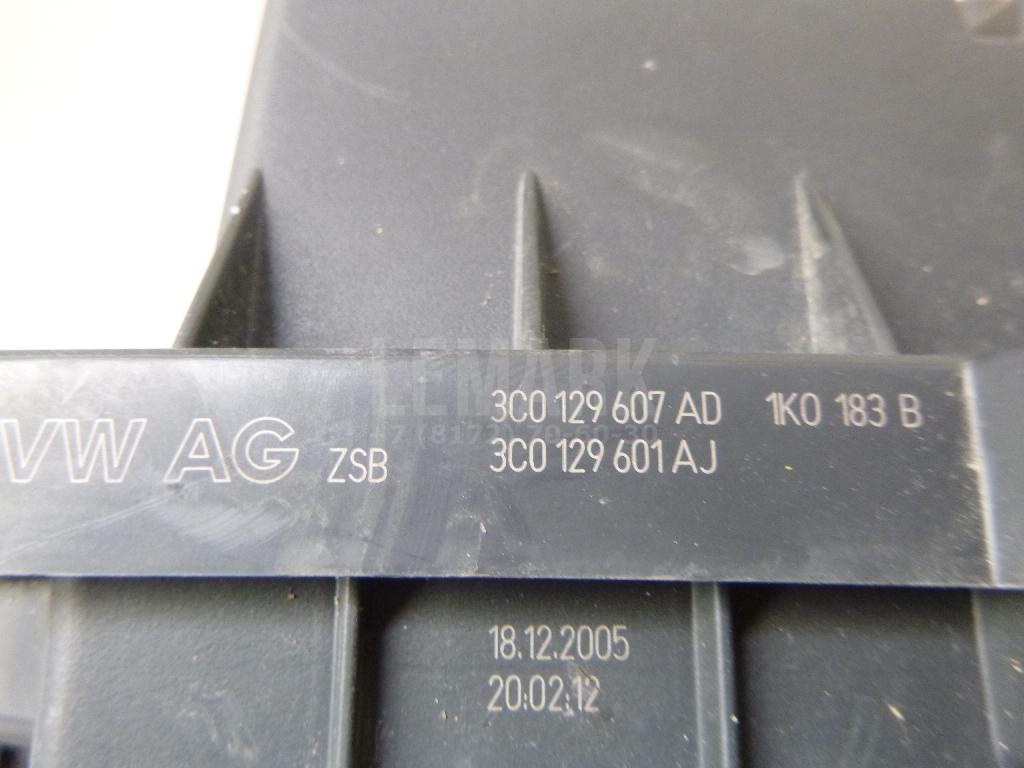 LEMARK
3C0 129 607 AD 1K0 183 B
VW AG ZSB 3C0 129 601 AJ
18.12.2005
20:02:12